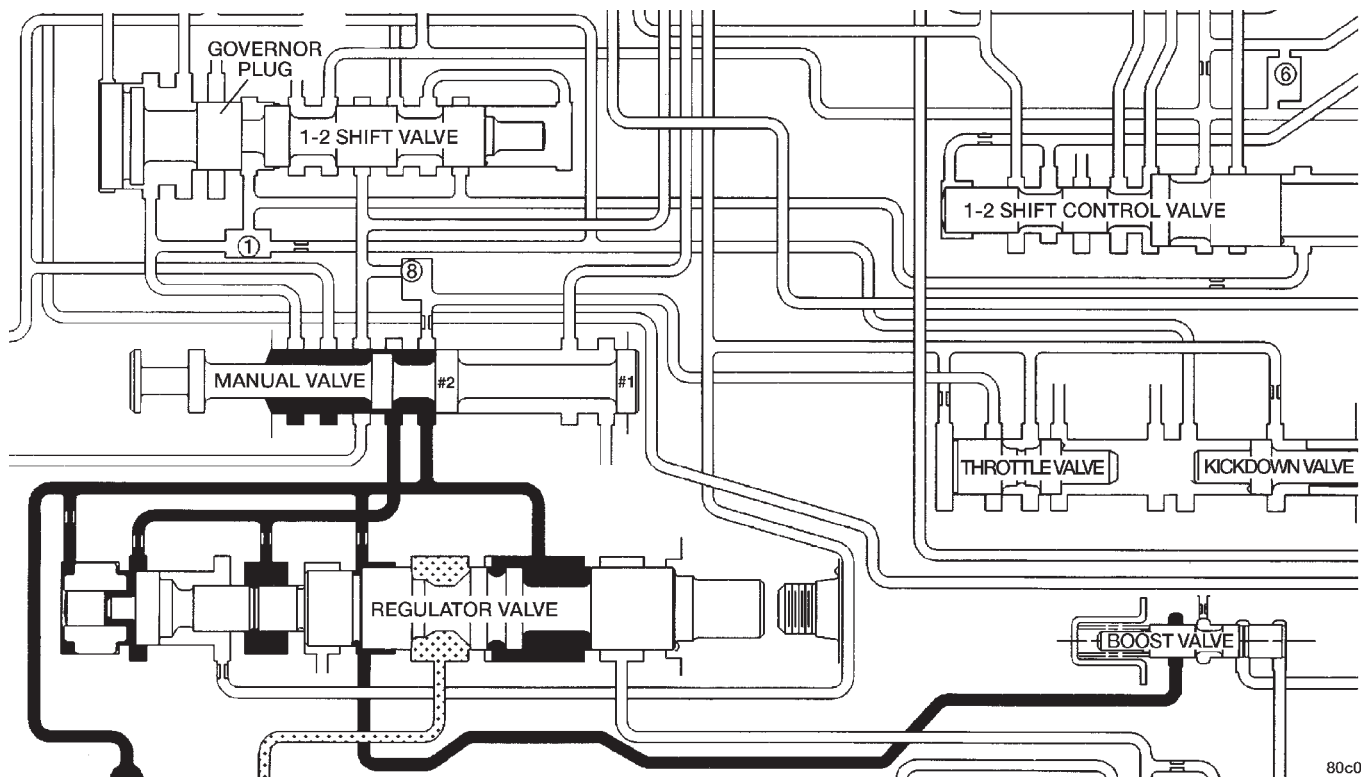 GOVERNOR
PLUG
6
1-2 SHIFT VALVE
1-2 SHIFT CONTROL VALVE
1
8
MANUAL VALVE
#2
#1
THROTTLE VALVE
KICKDOWN VALVE
REGULATOR VALVE
BOOST VALVE
80c0